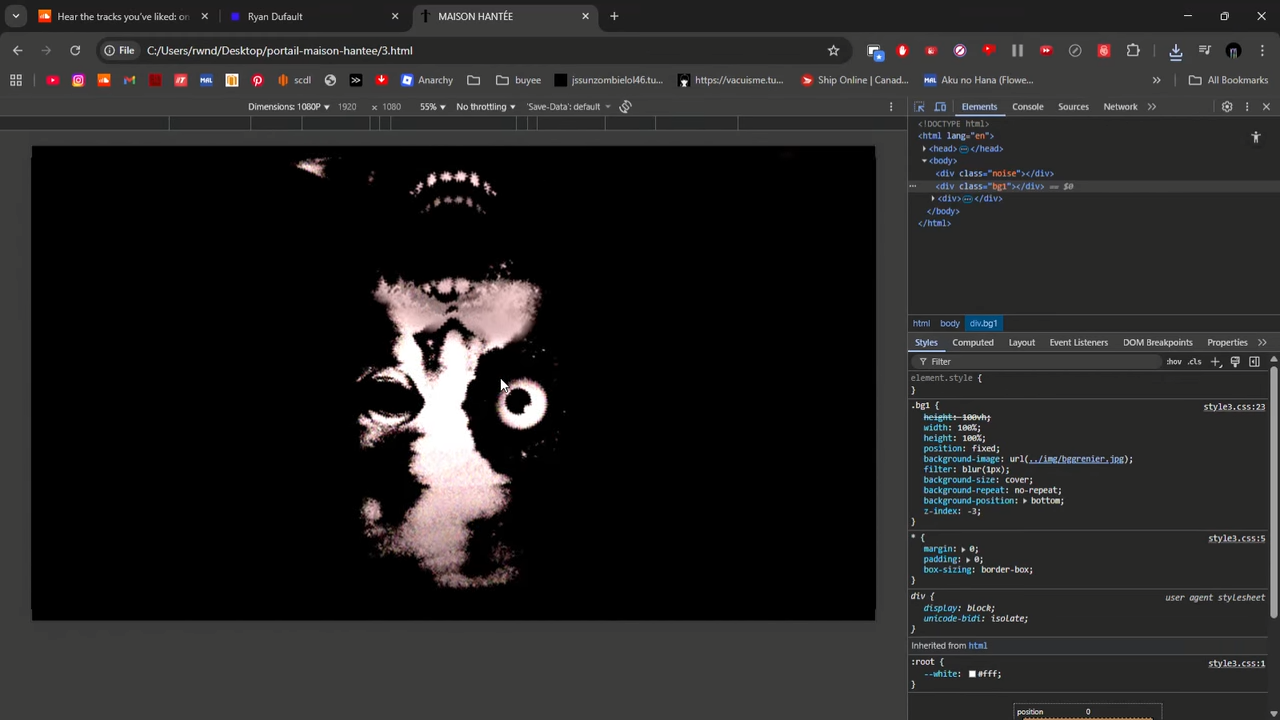 Hear the tracks you've liked: on
Ryan Dufault
MAISON HANTÉE
File
C:/Users/rwnd/Desktop/portail-maison-hantee/3.html
scdl
Anarchy
buyee
jssunzombielol46.tu...
https://vacuisme.tu...
Ship Online | Canad...
Aku no Hana (Flowe...
All Bookmarks
Dimensions: 1080P
1920
×
1080
55%
No throttling
'Save-Data': default
Elements
Console
Sources
Network
<!DOCTYPE html>
<html lang="en">
<head>
</head>
<body>
<div class="noise"></div>
<div class="bg1"></div> == $0
<div>
</div>
</body>
</html>
html
body
div.bg1
Styles
Computed
Layout
Event Listeners
DOM Breakpoints
Properties
Filter
:hov
.cls
element.style {
}
.bg1 {
style3.css:23
height: 100vh;
width: 100%;
height: 100%;
position: fixed;
background-image: url(../img/bggrenier.jpg);
filter: blur(1px);
background-size: cover;
background-repeat: no-repeat;
background-position: bottom;
z-index: -3;
}
* {
style3.css:5
margin: 0;
padding: 0;
box-sizing: border-box;
}
div {
user agent stylesheet
display: block;
unicode-bidi: isolate;
}
Inherited from html
:root {
style3.css:1
--white: #fff;
}
position
0